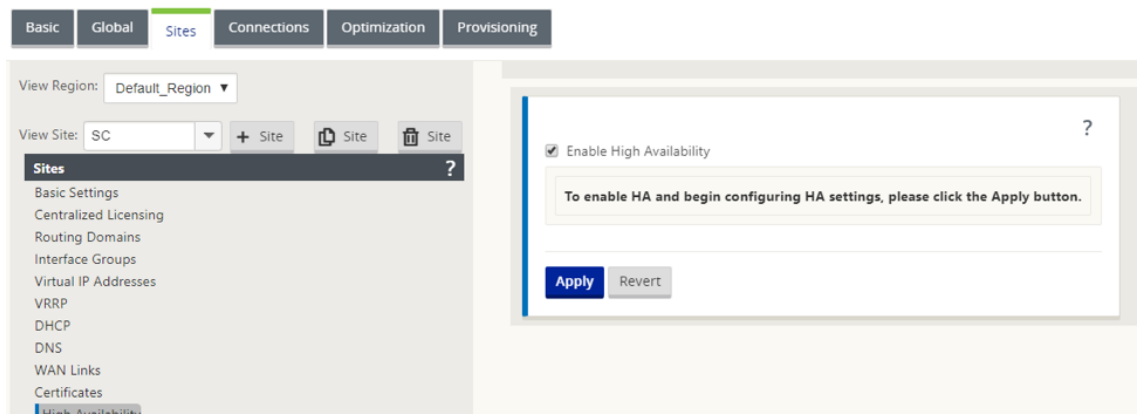 Basic Global Sites Connections Optimization Provisioning
View Region: Default_Region
View Site: SC + Site Site Site
Sites ?
Basic Settings
Centralized Licensing
Routing Domains
Interface Groups
Virtual IP Addresses
VRRP
DHCP
DNS
WAN Links
Certificates
High Availability
?
Enable High Availability
To enable HA and begin configuring HA settings, please click the Apply button.
Apply Revert